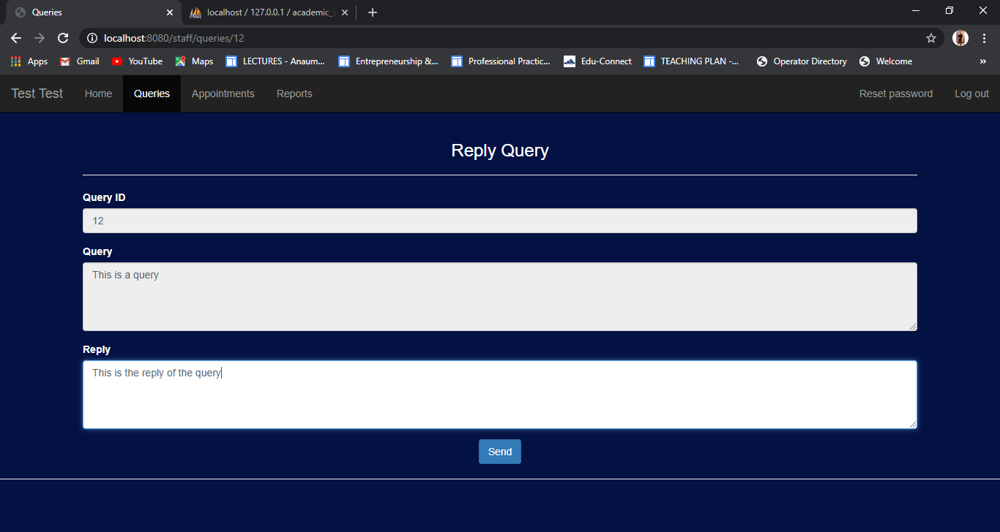 Queries
localhost / 127.0.0.1 / academic_
localhost:8080/staff/queries/12
Apps Gmail YouTube Maps LECTURES - Anaum... Entrepreneurship &... Professional Practic... Edu-Connect TEACHING PLAN -... Operator Directory Welcome »
Test Test Home Queries Appointments Reports Reset password Log out
Reply Query
Query ID
12
Query
This is a query
Reply
This is the reply of the query
Send